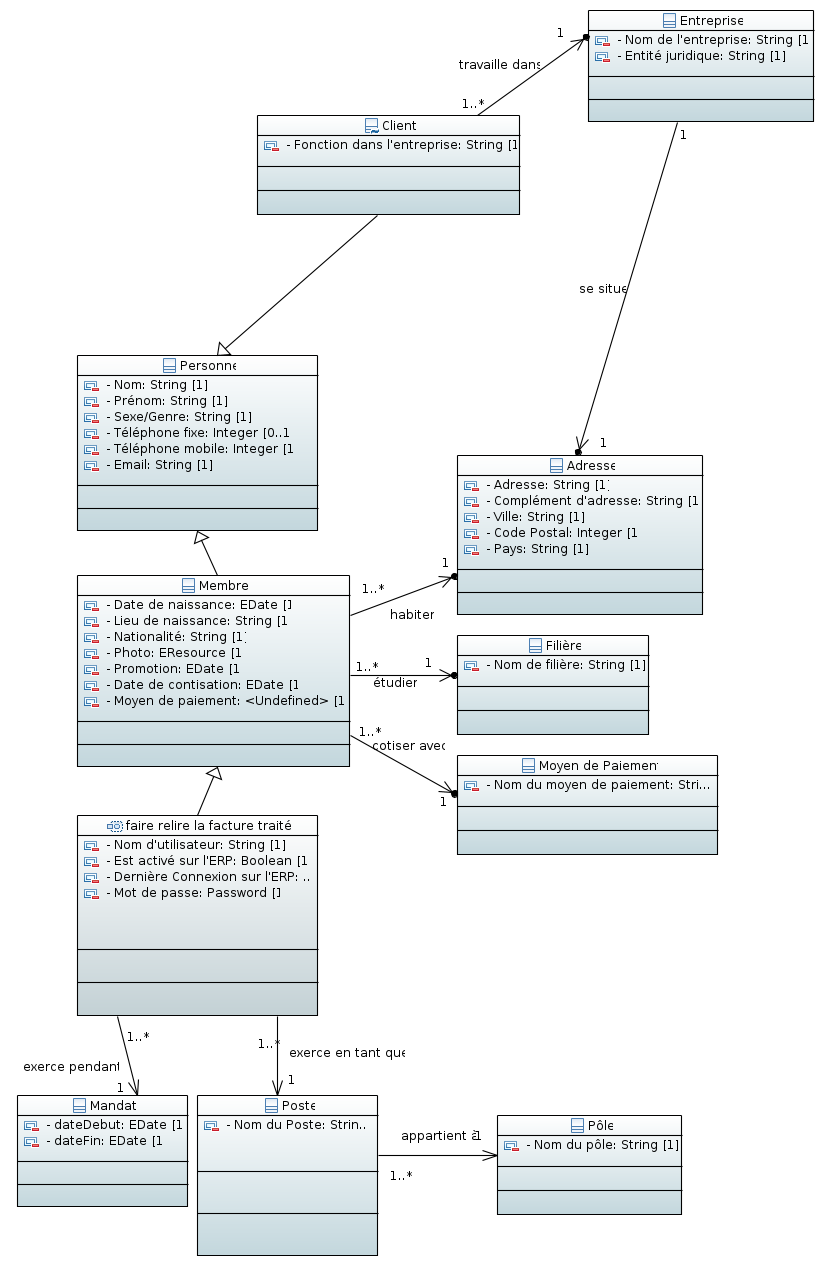 Entreprise
- Nom de l'entreprise: String [1
- Entité juridique: String [1]
1
travaille dans
1..*
Client
- Fonction dans l'entreprise: String [1
1
se situe
1
Personne
- Nom: String [1]
- Prénom: String [1]
- Sexe/Genre: String [1]
- Téléphone fixe: Integer [0..1
- Téléphone mobile: Integer [1
- Email: String [1]
Adresse
- Adresse: String [1]
- Complément d'adresse: String [1
- Ville: String [1]
- Code Postal: Integer [1
- Pays: String [1]
Membre
- Date de naissance: EDate [1
- Lieu de naissance: String [1
- Nationalité: String [1]
- Photo: EResource [1
- Promotion: EDate [1
- Date de contisation: EDate [1
- Moyen de paiement: <Undefined> [1
1..*
1
habiter
1..*
1
étudier
1..*
cotiser avec
1
Filière
- Nom de filière: String [1]
Moyen de Paiement
- Nom du moyen de paiement: Stri...
faire relire la facture traité
- Nom d'utilisateur: String [1]
- Est activé sur l'ERP: Boolean [1
- Dernière Connexion sur l'ERP: ..
- Mot de passe: Password [1
1..*
exerce pendant
1
1..*
exerce en tant que
1
Mandat
- dateDebut: EDate [1
- dateFin: EDate [1
Poste
- Nom du Poste: Strin..
appartient à
1
1..*
Pôle
- Nom du pôle: String [1]